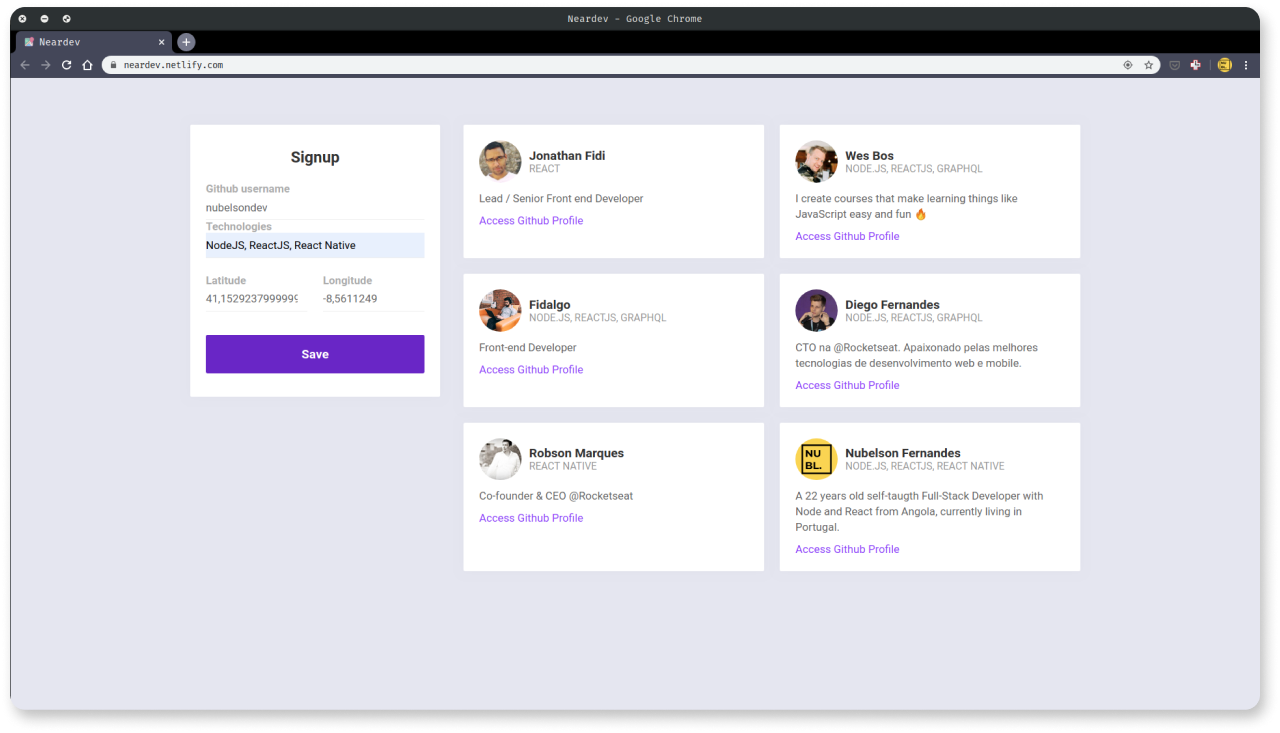 Neardev - Google Chrome
Neardev
neardev.netlify.com
Signup
Github username
nubelsondev
Technologies
NodeJS, ReactJS, React Native
Latitude
Longitude
41,1529237999999
-8,5611249
Save
Jonathan Fidi
REACT
Lead / Senior Front end Developer
Access Github Profile
Wes Bos
NODE.JS, REACTJS, GRAPHQL
I create courses that make learning things like
JavaScript easy and fun 🔥
Access Github Profile
Fidalgo
NODE.JS, REACTJS, GRAPHQL
Front-end Developer
Access Github Profile
Diego Fernandes
NODE.JS, REACTJS, GRAPHQL
CTO na @Rocketseat. Apaixonado pelas melhores
tecnologias de desenvolvimento web e mobile.
Access Github Profile
Robson Marques
REACT NATIVE
Co-founder & CEO @Rocketseat
Access Github Profile
NU
BL.
Nubelson Fernandes
NODE.JS, REACTJS, REACT NATIVE
A 22 years old self-taugth Full-Stack Developer with
Node and React from Angola, currently living in
Portugal.
Access Github Profile